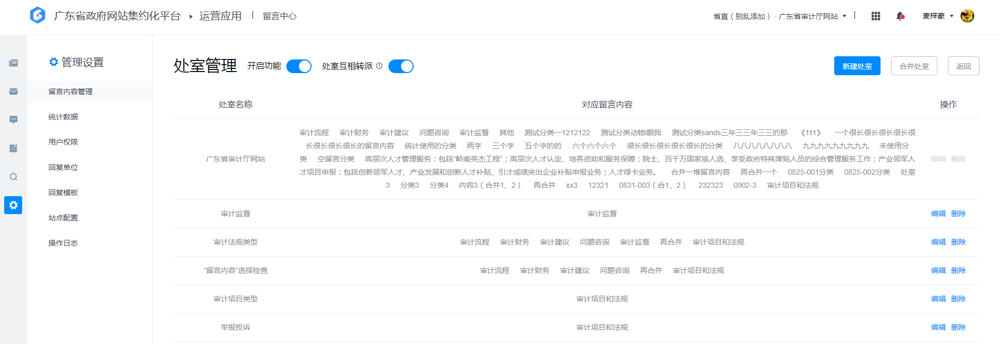 广东省政府网站集约化平台 ▸ 运营应用 | 留言中心
省直（别乱添加）· 广东省审计厅网站
麦梓豪
管理设置
留言内容管理
统计数据
用户权限
回复单位
回复模板
站点配置
操作日志
处室管理 开启功能 处室互相转派
新建处室 合并处室 返回
处室名称 对应留言内容 操作
广东省审计厅网站
审计流程 审计财务 审计建议 问题咨询 审计监督 其他 测试分类一1212122 测试分类动物i额我 测试分类sands三年三三年三三的那 《111》 一个很长很长很长很长很
长很长很长很长的留言内容 统计使用的分类 两字 三个字 五个字的的 六个六个六个 很长很长很长很长很长的分类 八八八八八八八八 九九九九九九九九九 未使用分
类 空留言分类 高层次人才管理服务：包括“岭南英杰工程”；高层次人才认定、培养资助和服务保障；院士、百千万国家级人选、享受政府特殊津贴人员的综合管理服务工作；产业领军人
才项目申报：包括创新领军人才、产业发展和创新人才补贴、引才成绩突出企业补贴申报业务；人才绿卡业务。 合并一堆留言内容 再合并一个 0825-001分类 0825-002分类 处室
3 分类3 分类4 内容3（合并1、2） 再合并 xx3 12321 0831-003（合1、2） 232323 0902-3 审计项目和法规
编辑 删除
审计监督 审计监督 编辑 删除
审计法规类型 审计流程 审计财务 审计建议 问题咨询 审计监督 再合并 审计项目和法规 编辑 删除
“留言内容”选择检查 审计流程 审计财务 审计建议 问题咨询 再合并 审计项目和法规 编辑 删除
审计项目类型 审计项目和法规 编辑 删除
举报投诉 审计项目和法规 编辑 删除